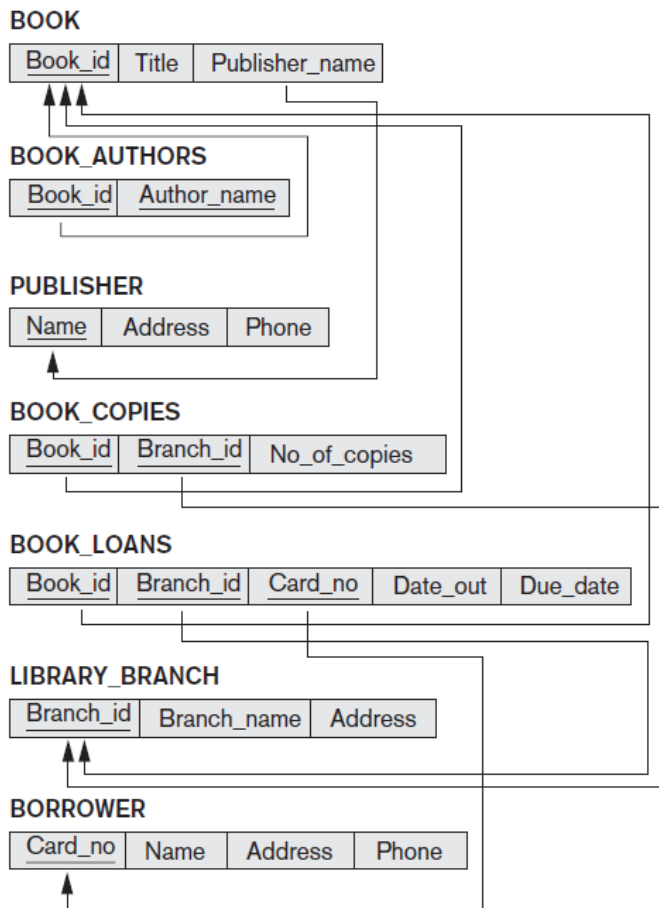 BOOK
Book_id Title Publisher_name
BOOK_AUTHORS
Book_id Author_name
PUBLISHER
Name Address Phone
BOOK_COPIES
Book_id Branch_id No_of_copies
BOOK_LOANS
Book_id Branch_id Card_no Date_out Due_date
LIBRARY_BRANCH
Branch_id Branch_name Address
BORROWER
Card_no Name Address Phone